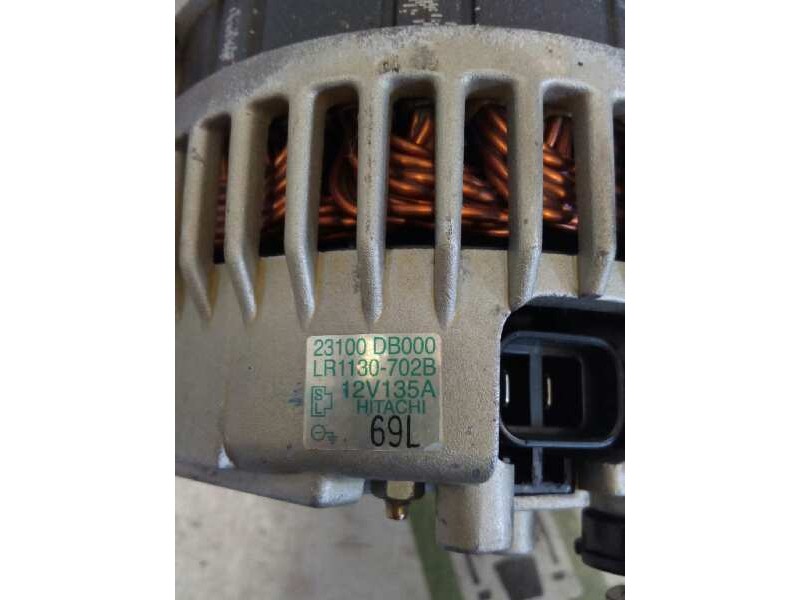 23100 DB000
LR1130-702B
S
L
12V135A
HITACHI
69L